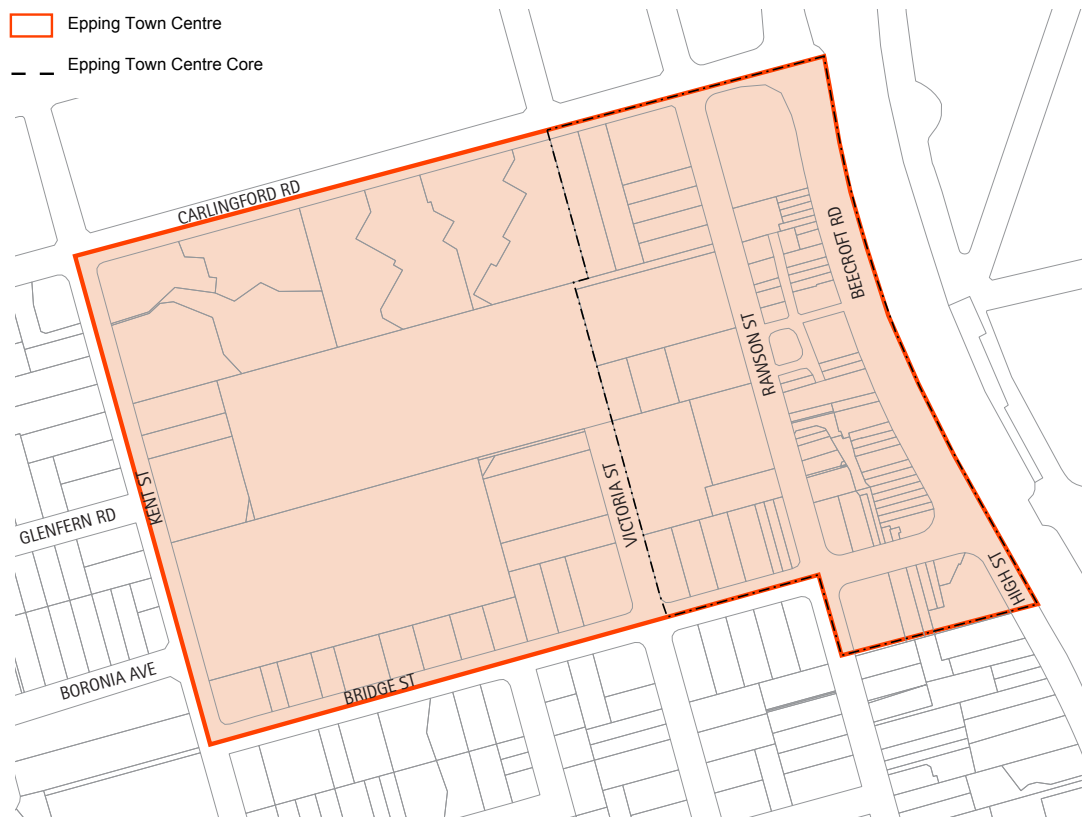 Epping Town Centre
Epping Town Centre Core
CARLINGFORD RD
BEECROFT RD
RAWSON ST
KENT ST
VICTORIA ST
GLENFERN RD
HIGH ST
BORONIA AVE
BRIDGE ST